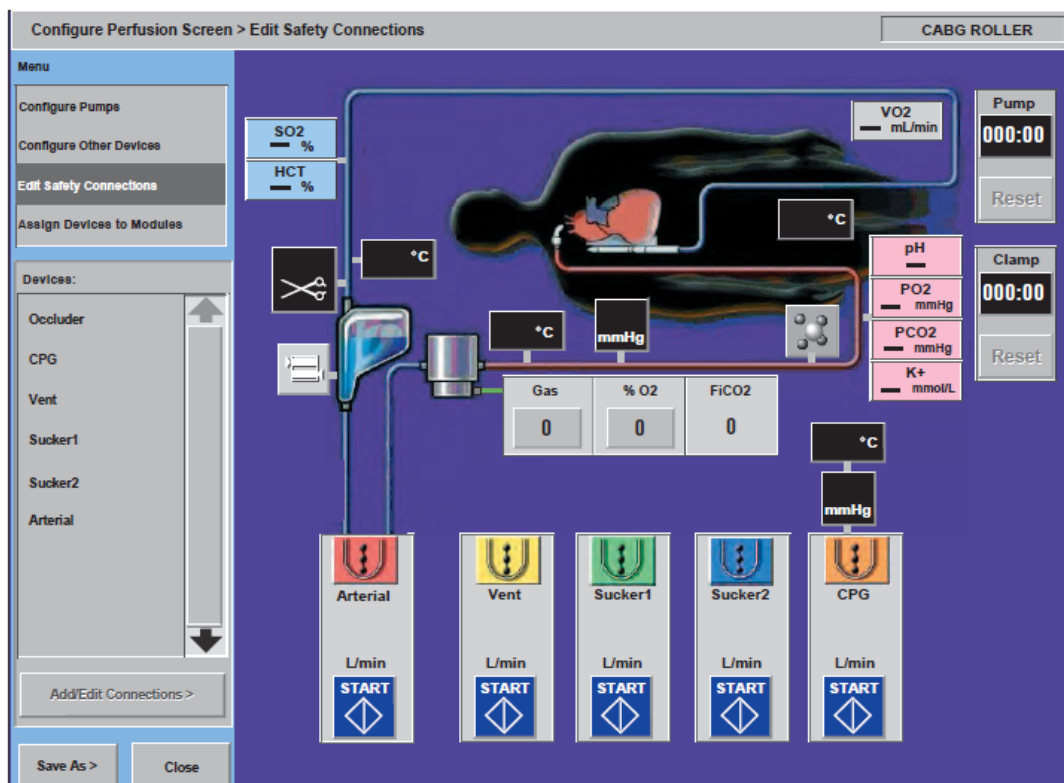 Configure Perfusion Screen > Edit Safety Connections
CABG ROLLER
Menu
Configure Pumps
Configure Other Devices
Edit Safety Connections
Assign Devices to Modules
Devices:
Occluder
CPG
Vent
Sucker1
Sucker2
Arterial
Add/Edit Connections >
Save As >
Close
SO2
%
HCT
%
°C
VO2
mL/min
°C
pH
PO2
mmHg
PCO2
mmHg
K+
mmol/L
Pump
000:00
Reset
Clamp
000:00
Reset
°C
mmHg
Gas
% O2
FiCO2
0
0
0
°C
mmHg
Arterial
L/min
START
Vent
L/min
START
Sucker1
L/min
START
Sucker2
L/min
START
CPG
L/min
START